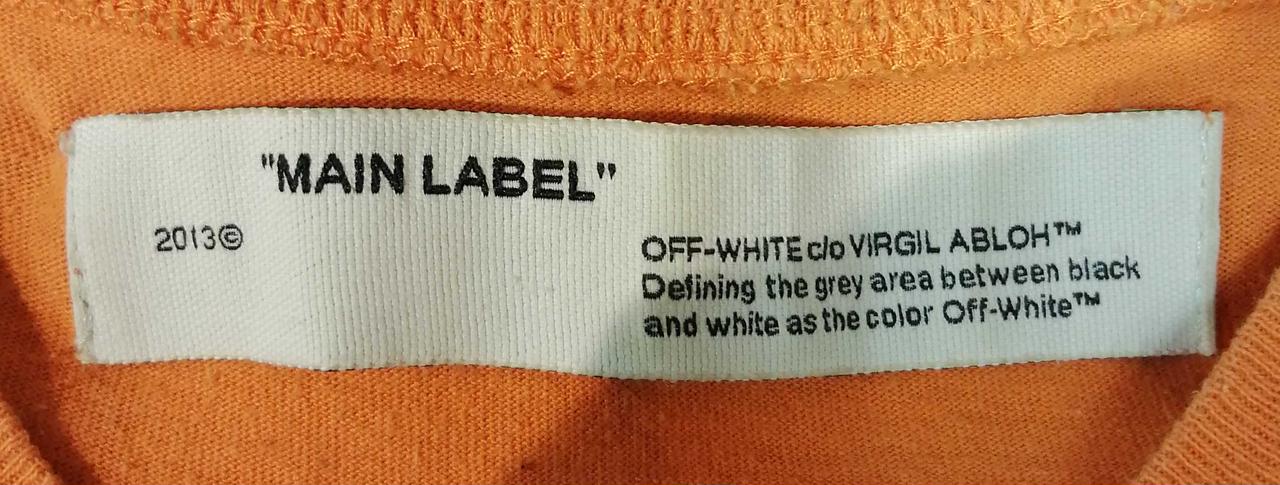 "MAIN LABEL"
2013©
OFF-WHITE c/o VIRGIL ABLOH™
Defining the grey area between black
and white as the color Off-White™